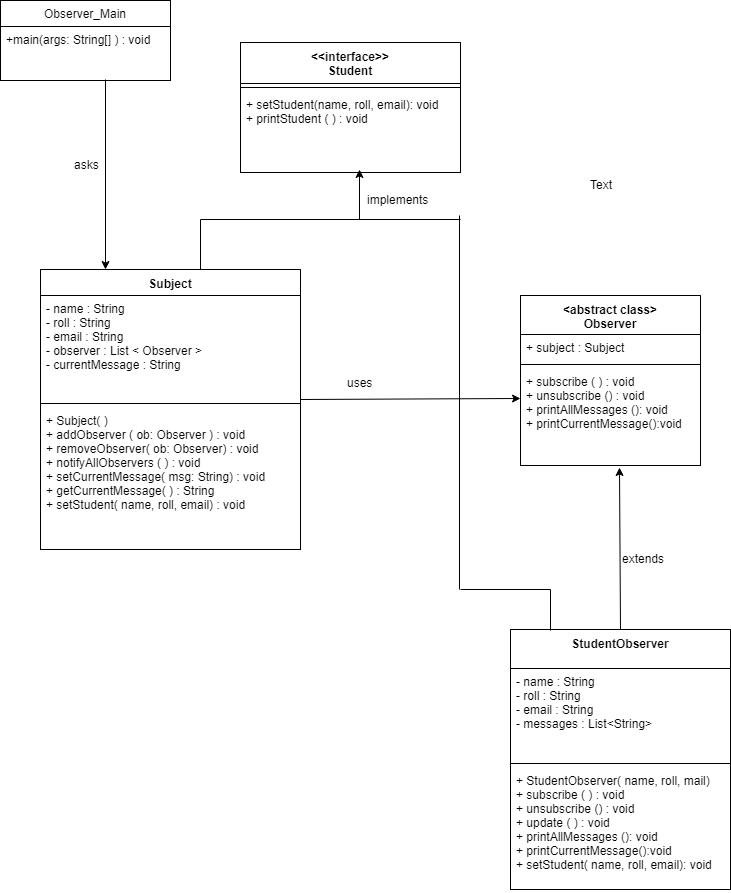 Observer_Main
+main(args: String[] ) : void
<<interface>>
Student
+ setStudent(name, roll, email): void
+ printStudent ( ) : void
asks
implements
Text
Subject
- name : String
- roll : String
- email : String
- observer : List < Observer >
- currentMessage : String
+ Subject( )
+ addObserver ( ob: Observer ) : void
+ removeObserver( ob: Observer) : void
+ notifyAllObservers ( ) : void
+ setCurrentMessage( msg: String) : void
+ getCurrentMessage( ) : String
+ setStudent( name, roll, email) : void
uses
<abstract class>
Observer
+ subject : Subject
+ subscribe ( ) : void
+ unsubscribe () : void
+ printAllMessages (): void
+ printCurrentMessage():void
extends
StudentObserver
- name : String
- roll : String
- email : String
- messages : List<String>
+ StudentObserver( name, roll, mail)
+ subscribe ( ) : void
+ unsubscribe () : void
+ update ( ) : void
+ printAllMessages (): void
+ printCurrentMessage():void
+ setStudent( name, roll, email): void